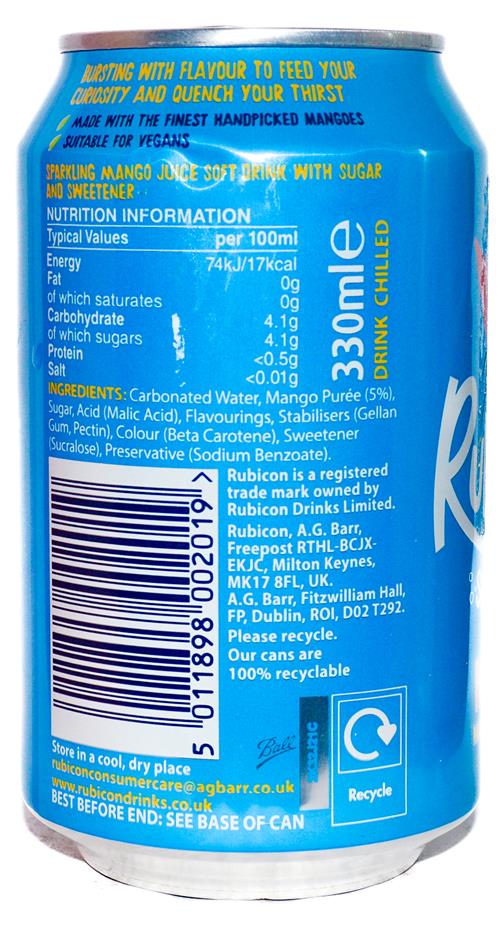 BURSTING WITH FLAVOUR TO FEED YOUR
CURIOSITY AND QUENCH YOUR THIRST
MADE WITH THE FINEST HANDPICKED MANGOES
SUITABLE FOR VEGANS
SPARKLING MANGO JUICE SOFT DRINK WITH SUGAR
AND SWEETENER
NUTRITION INFORMATION
Typical Values per 100ml
Energy 74kJ/17kcal
Fat 0g
of which saturates 0g
Carbohydrate 4.1g
of which sugars 4.1g
Protein <0.5g
Salt <0.01g
330ml e
DRINK CHILLED
INGREDIENTS: Carbonated Water, Mango Purée (5%),
Sugar, Acid (Malic Acid), Flavourings, Stabilisers (Gellan
Gum, Pectin), Colour (Beta Carotene), Sweetener
(Sucralose), Preservative (Sodium Benzoate).
5 011898 002019 >
Rubicon is a registered
trade mark owned by
Rubicon Drinks Limited.
Rubicon, A.G. Barr,
Freepost RTHL-BCJX-
EKJC, Milton Keynes,
MK17 8FL, UK.
A.G. Barr, Fitzwilliam Hall,
FP, Dublin, ROI, D02 T292.
Please recycle.
Our cans are
100% recyclable
Ball
Recycle
Store in a cool, dry place
rubiconconsumercare@agbarr.co.uk
www.rubicondrinks.co.uk
BEST BEFORE END: SEE BASE OF CAN
Ru